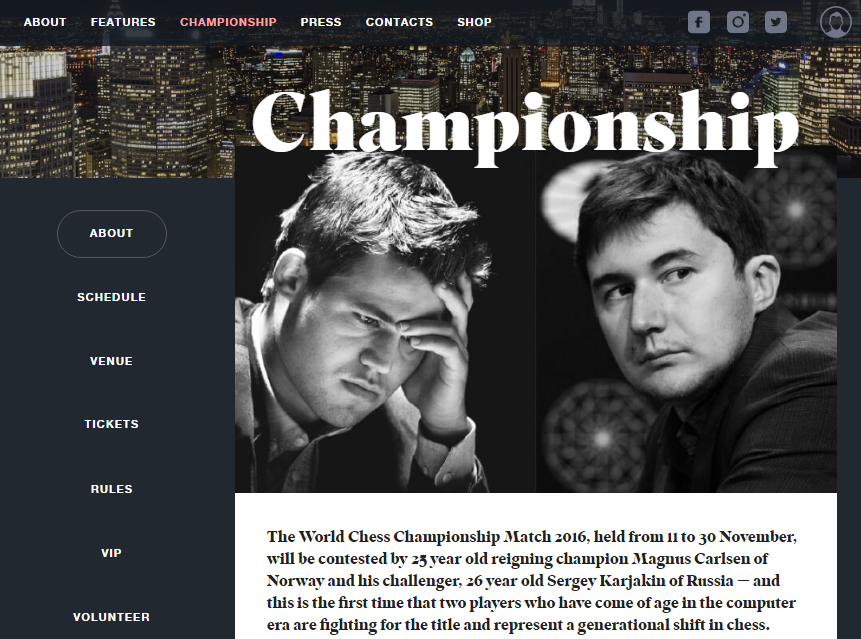 ABOUT FEATURES CHAMPIONSHIP PRESS CONTACTS SHOP
Championship
ABOUT
SCHEDULE
VENUE
TICKETS
RULES
VIP
VOLUNTEER
The World Chess Championship Match 2016, held from 11 to 30 November,
will be contested by 25 year old reigning champion Magnus Carlsen of
Norway and his challenger, 26 year old Sergey Karjakin of Russia — and
this is the first time that two players who have come of age in the computer
era are fighting for the title and represent a generational shift in chess.